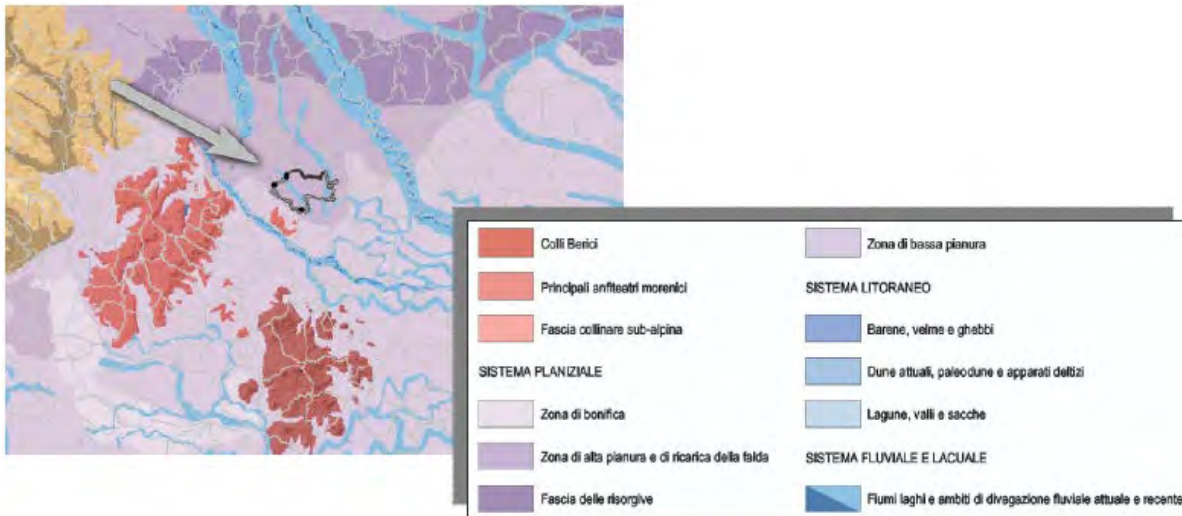 Colli Berici
Principali anfiteatri morenici
Fascia collinare sub-alpina
SISTEMA PLANIZIALE
Zona di bonifica
Zona di alta pianura e di ricarica della falda
Fascia delle risorgive
Zona di bassa pianura
SISTEMA LITORANEO
Barene, velme e ghebbi
Dune attuali, paleodune e apparati deltizi
Lagune, valli e sacche
SISTEMA FLUVIALE E LACUALE
Fiumi laghi e ambiti di divagazione fluviale attuale e recente